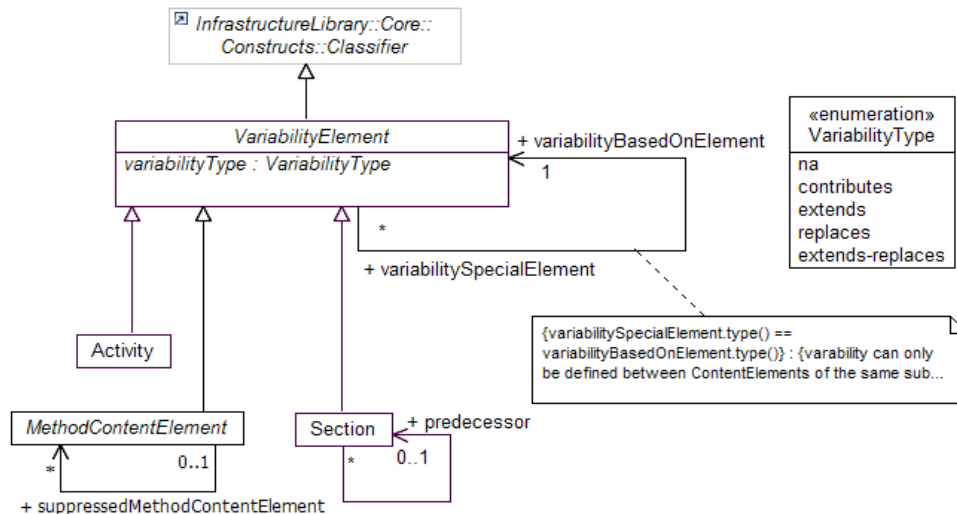 InfrastructureLibrary::Core::
Constructs::Classifier
VariabilityElement
variabilityType : VariabilityType
+ variabilityBasedOnElement
1
*
+ variabilitySpecialElement
«enumeration»
VariabilityType
na
contributes
extends
replaces
extends-replaces
{variabilitySpecialElement.type() ==
variabilityBasedOnElement.type()} : {varability can only
be defined between ContentElements of the same sub...
Activity
MethodContentElement
*
0..1
+ suppressedMethodContentElement
Section
+ predecessor
*
0..1